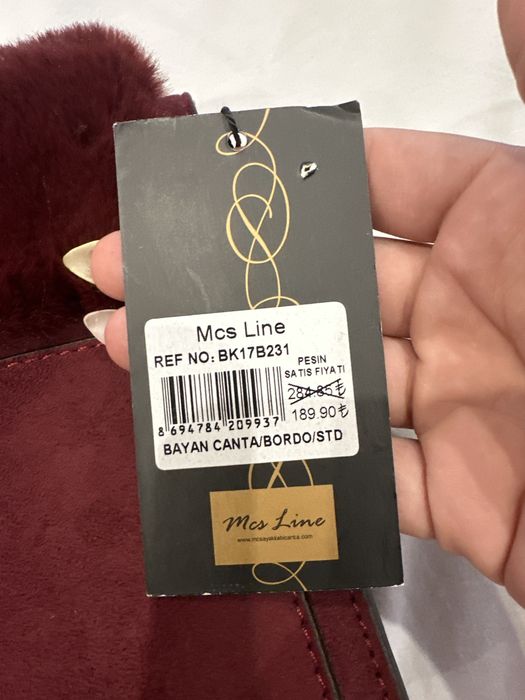 Mcs Line
REF NO: BK17B231
PESIN
SATIS FIYATI
284.85₺
189.90₺
8 694784 209937
BAYAN CANTA/BORDO/STD
Mcs Line
www.mcsayakkabicanta.com